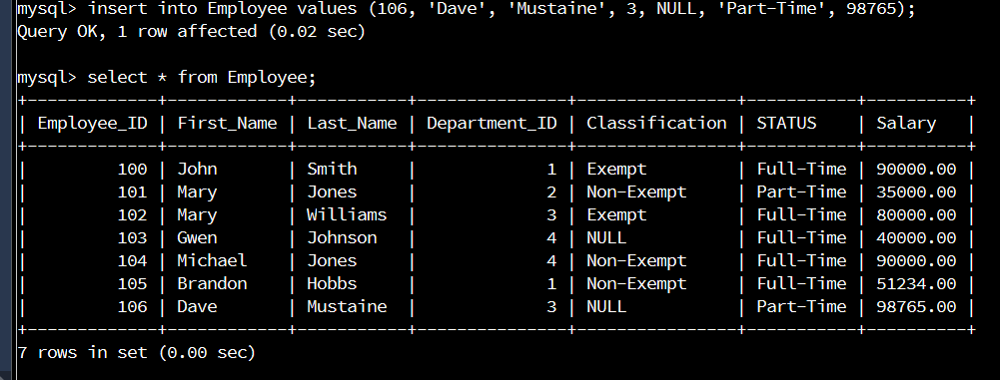 mysql> insert into Employee values (106, 'Dave', 'Mustaine', 3, NULL, 'Part-Time', 98765);
Query OK, 1 row affected (0.02 sec)

mysql> select * from Employee;
+-------------+------------+-----------+---------------+----------------+-----------+----------+
| Employee_ID | First_Name | Last_Name | Department_ID | Classification | STATUS    | Salary   |
+-------------+------------+-----------+---------------+----------------+-----------+----------+
|         100 | John       | Smith     |             1 | Exempt         | Full-Time | 90000.00 |
|         101 | Mary       | Jones     |             2 | Non-Exempt     | Part-Time | 35000.00 |
|         102 | Mary       | Williams  |             3 | Exempt         | Full-Time | 80000.00 |
|         103 | Gwen       | Johnson   |             4 | NULL           | Full-Time | 40000.00 |
|         104 | Michael    | Jones     |             4 | Non-Exempt     | Full-Time | 90000.00 |
|         105 | Brandon    | Hobbs     |             1 | Non-Exempt     | Full-Time | 51234.00 |
|         106 | Dave       | Mustaine  |             3 | NULL           | Part-Time | 98765.00 |
+-------------+------------+-----------+---------------+----------------+-----------+----------+
7 rows in set (0.00 sec)